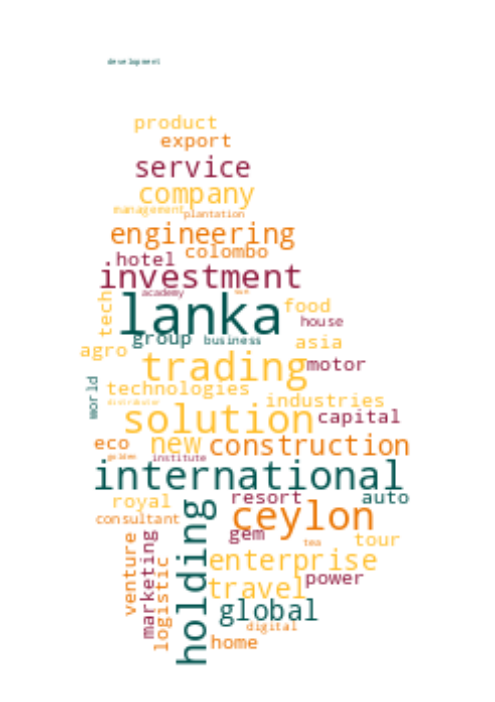 development
product
export
service
company
management plantation
engineering
colombo
hotel
investment
academy
tech
lanka
food
house
group business
asia
agro
trading
motor
world
technologies
industries
distributor
solution
capital
eco new construction
golden institute
international
royal resort auto
holding
ceylon
consultant
gem
tea tour
venture
marketing
logistic
enterprise
travel
power
global
digital
home